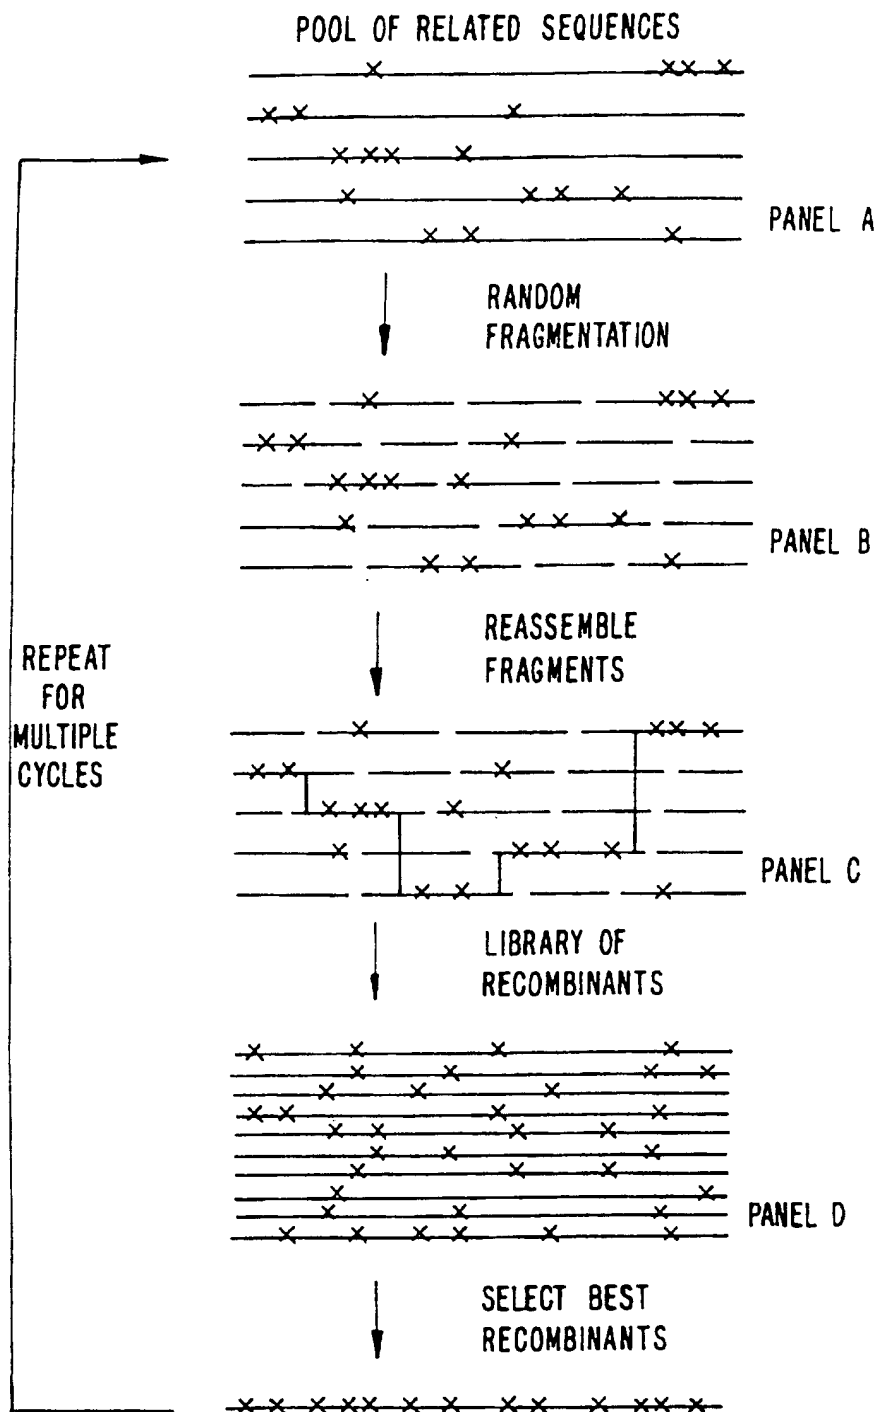 POOL OF RELATED SEQUENCES
PANEL A
RANDOM
FRAGMENTATION
PANEL B
REASSEMBLE
FRAGMENTS
REPEAT
FOR
MULTIPLE
CYCLES
PANEL C
LIBRARY OF
RECOMBINANTS
PANEL D
SELECT BEST
RECOMBINANTS